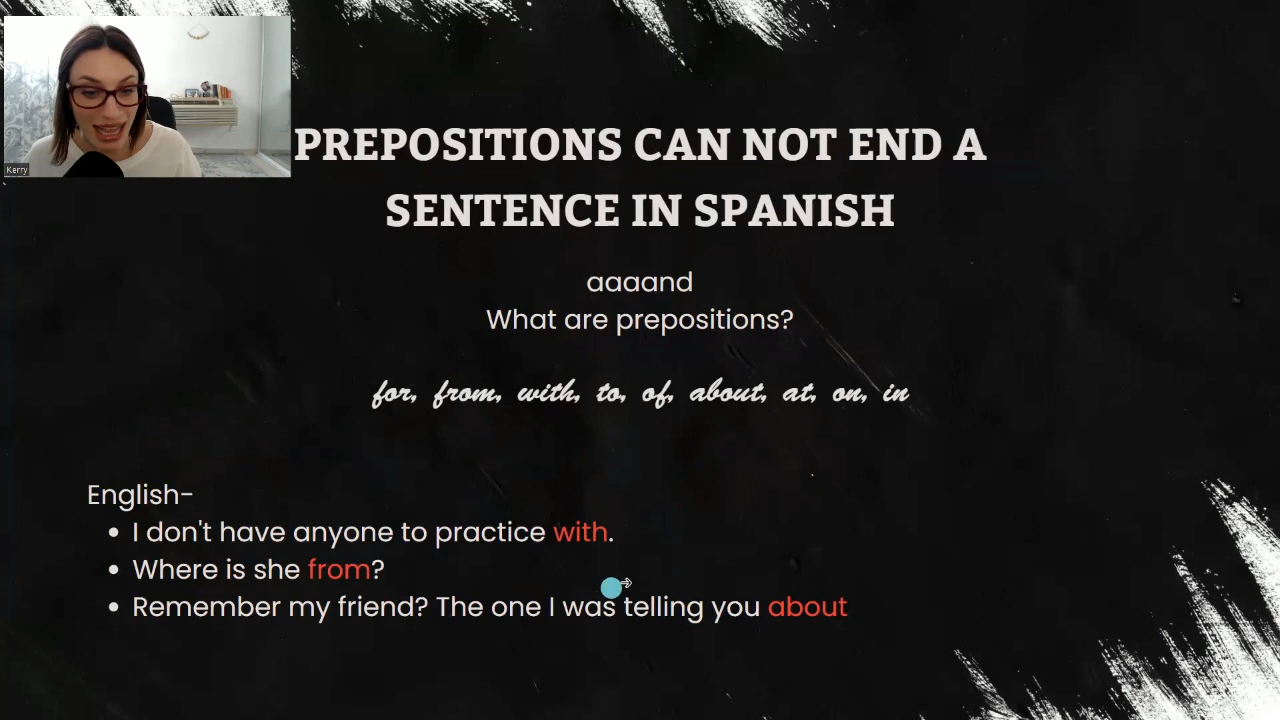 Kerry
PREPOSITIONS CAN NOT END A
SENTENCE IN SPANISH
aaaand
What are prepositions?
for, from, with, to, of, about, at, on, in
English-
• I don't have anyone to practice with.
• Where is she from?
• Remember my friend? The one I was telling you about